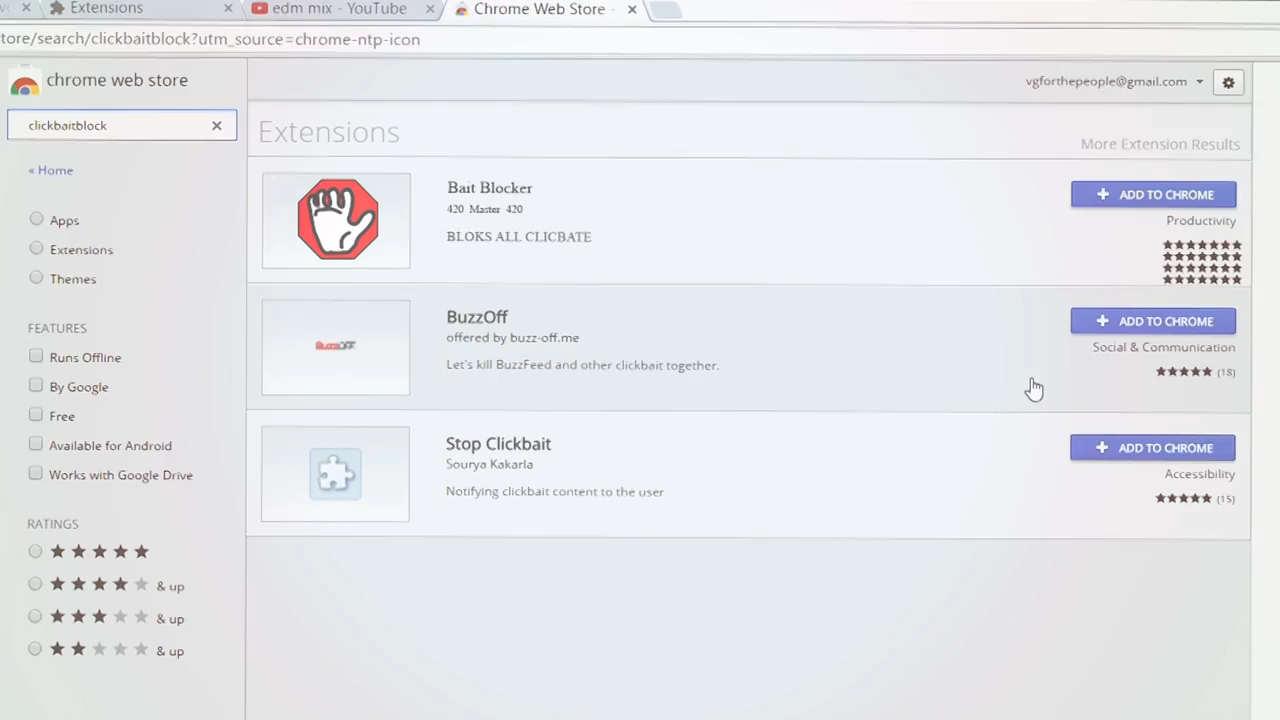 Extensions
edm mix - YouTube
Chrome Web Store -
tore/search/clickbaitblock?utm_source=chrome-ntp-icon
chrome web store
vgforthepeople@gmail.com
clickbaitblock
« Home
Apps
Extensions
Themes
FEATURES
Runs Offline
By Google
Free
Available for Android
Works with Google Drive
RATINGS
& up
& up
& up
Extensions
More Extension Results
Bait Blocker
420 Master 420
BLOKS ALL CLICBATE
+ ADD TO CHROME
Productivity
BuzzOFF
BuzzOff
offered by buzz-off.me
Let's kill BuzzFeed and other clickbait together.
+ ADD TO CHROME
Social & Communication
(18)
Stop Clickbait
Sourya Kakarla
Notifying clickbait content to the user
+ ADD TO CHROME
Accessibility
(15)